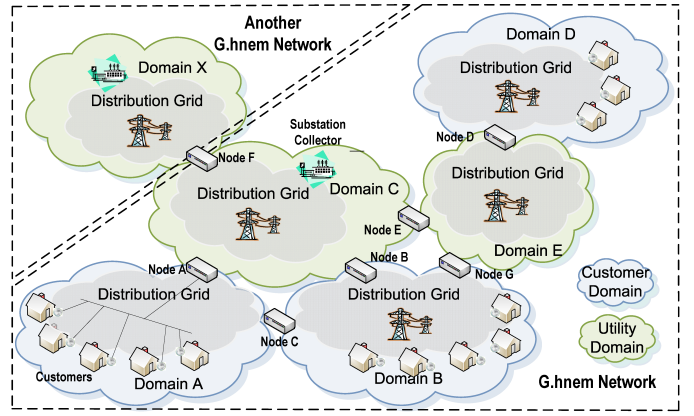 Another
G.hnem Network
Domain D
Distribution Grid
Domain X
Distribution Grid
Substation
Collector
Node D
Node F
Distribution Grid
Domain C
Distribution Grid
Node E
Domain E
Node A
Node B
Node G
Customer
Domain
Distribution Grid
Distribution Grid
Utility
Domain
Node C
Customers
Domain A
Domain B
G.hnem Network